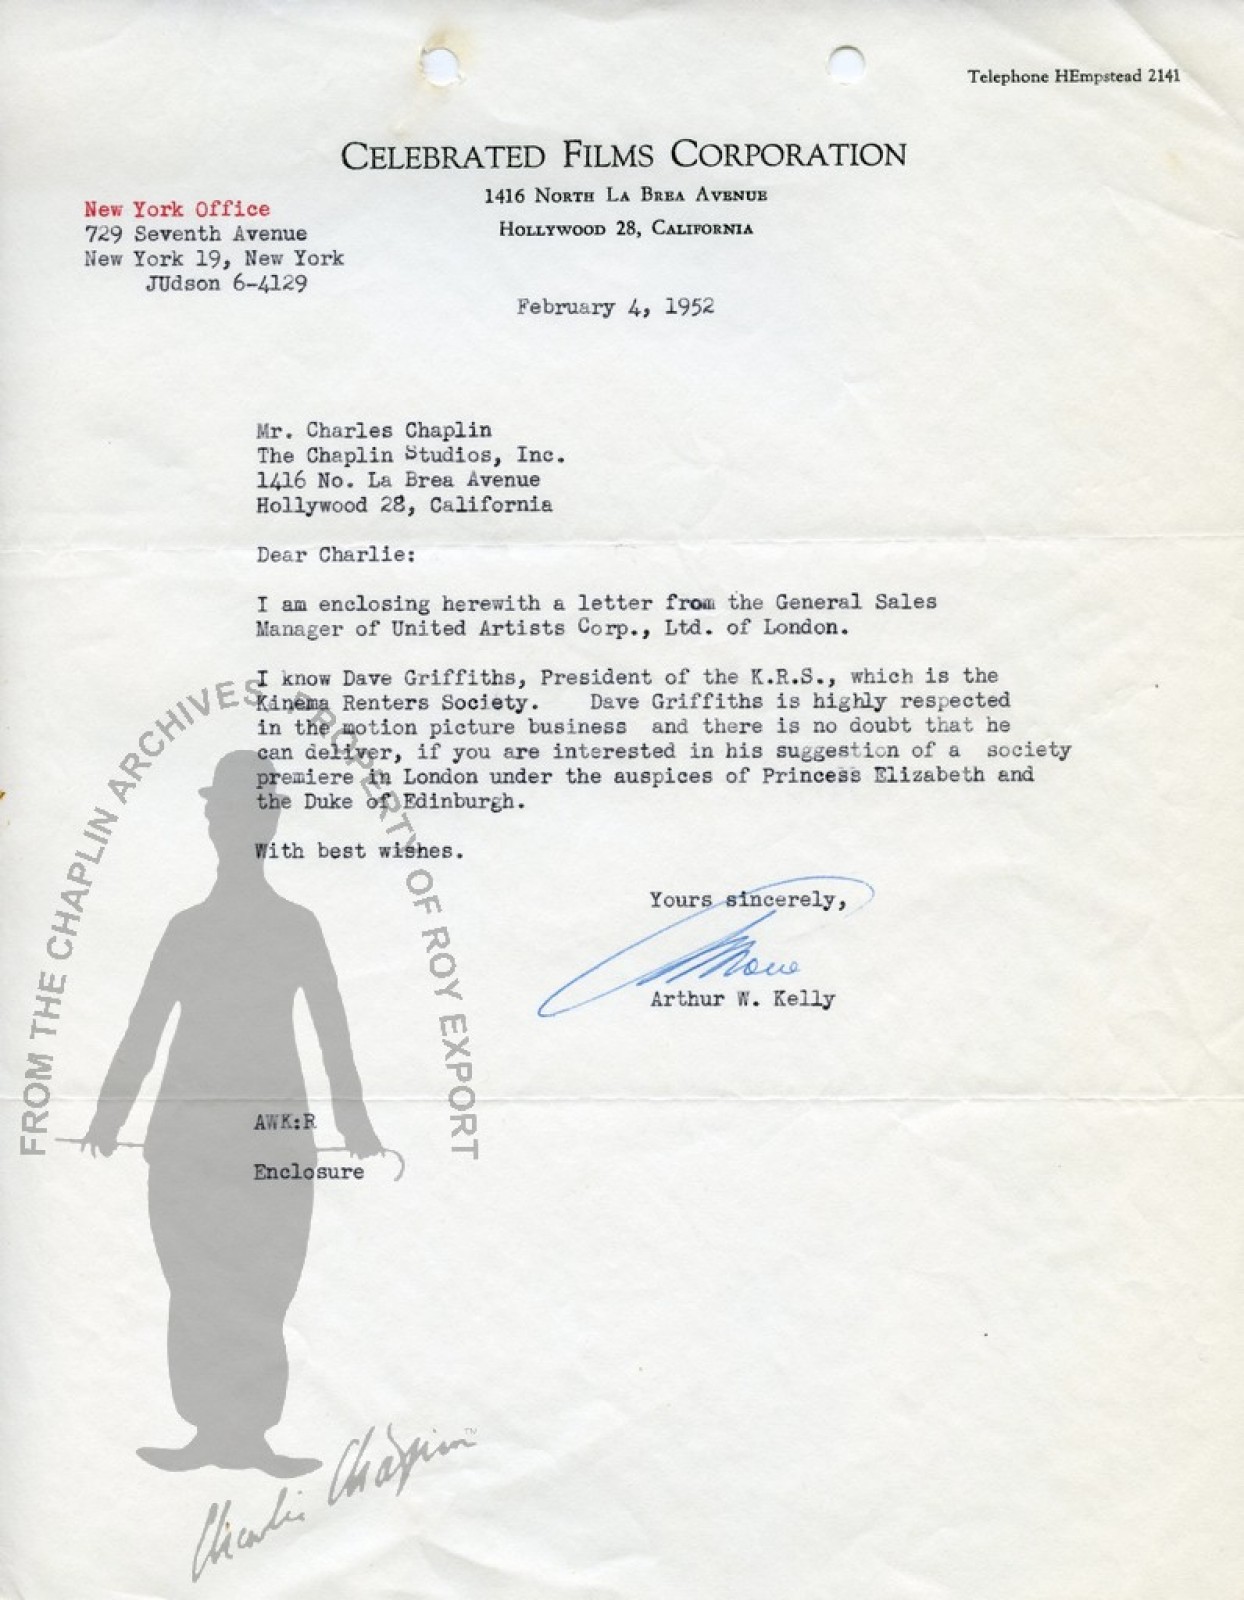 Telephone HEmpstead 2141
CELEBRATED FILMS CORPORATION
1416 NORTH LA BREA AVENUE
HOLLYWOOD 28, CALIFORNIA
New York Office
729 Seventh Avenue
New York 19, New York
JUdson 6-4129
February 4, 1952
Mr. Charles Chaplin
The Chaplin Studios, Inc.
1416 No. La Brea Avenue
Hollywood 28, California
Dear Charlie:
I am enclosing herewith a letter from the General Sales
Manager of United Artists Corp., Ltd. of London.
I know Dave Griffiths, President of the K.R.S., which is the
Kinema Renters Society. Dave Griffiths is highly respected
in the motion picture business and there is no doubt that he
can deliver, if you are interested in his suggestion of a society
premiere in London under the auspices of Princess Elizabeth and
the Duke of Edinburgh.
With best wishes.
Yours sincerely,
Arthur W. Kelly
AWK:R
Enclosure
FROM THE CHAPLIN ARCHIVES, PROPERTY OF ROY EXPORT
Charlie Chaplin TM